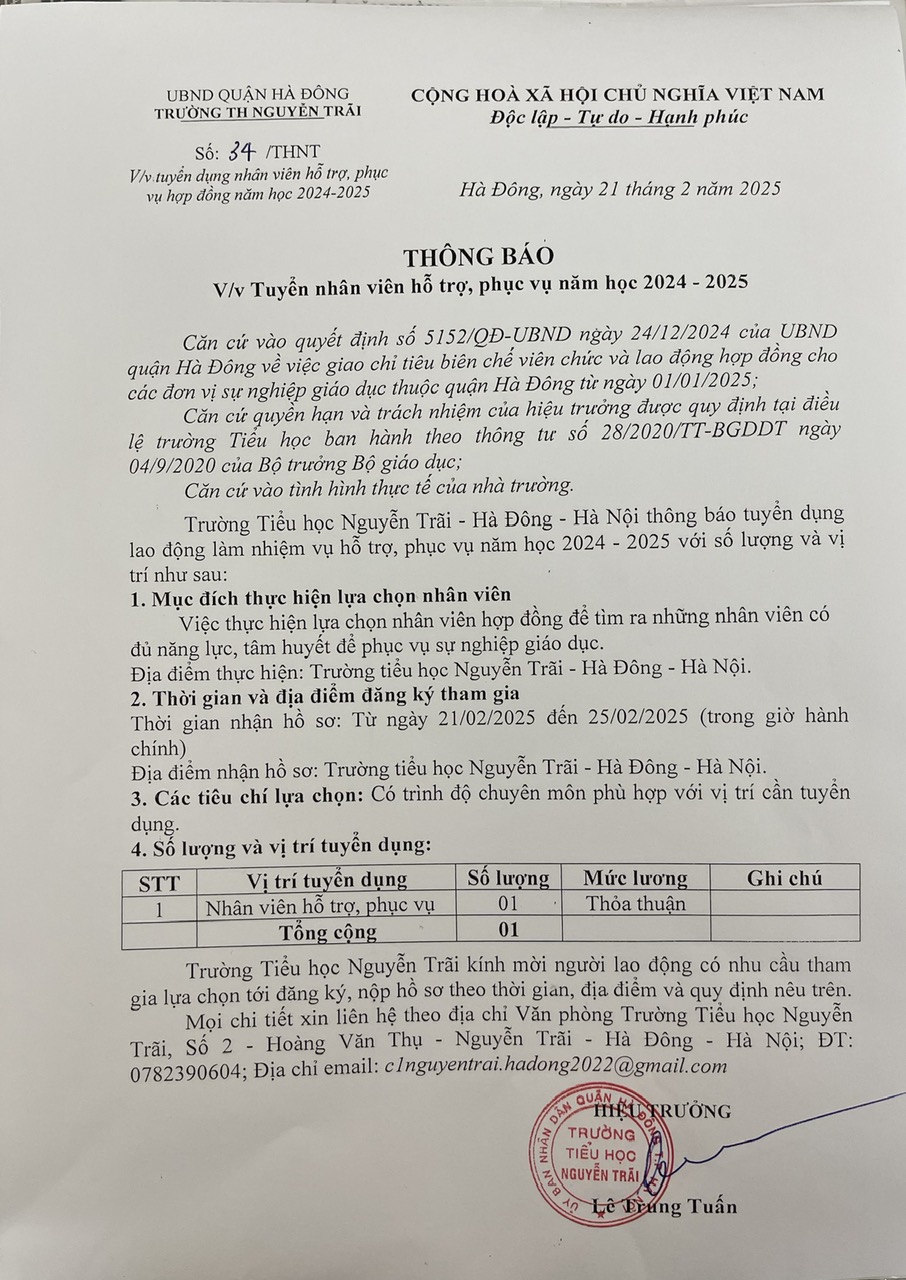 UBND QUẬN HÀ ĐÔNG
TRƯỜNG TH NGUYỄN TRÃI
Số: 34 /THNT
V/v tuyển dụng nhân viên hỗ trợ, phục
vụ hợp đồng năm học 2024-2025
CỘNG HOÀ XÃ HỘI CHỦ NGHĨA VIỆT NAM
Độc lập - Tự do - Hạnh phúc
Hà Đông, ngày 21 tháng 2 năm 2025
THÔNG BÁO
V/v Tuyển nhân viên hỗ trợ, phục vụ năm học 2024 - 2025
Căn cứ vào quyết định số 5152/QĐ-UBND ngày 24/12/2024 của UBND
quận Hà Đông về việc giao chỉ tiêu biên chế viên chức và lao động hợp đồng cho
các đơn vị sự nghiệp giáo dục thuộc quận Hà Đông từ ngày 01/01/2025;
Căn cứ quyền hạn và trách nhiệm của hiệu trưởng được quy định tại điều
lệ trường Tiểu học ban hành theo thông tư số 28/2020/TT-BGDDT ngày
04/9/2020 của Bộ trưởng Bộ giáo dục;
Căn cứ vào tình hình thực tế của nhà trường.
Trường Tiểu học Nguyễn Trãi - Hà Đông - Hà Nội thông báo tuyển dụng
lao động làm nhiệm vụ hỗ trợ, phục vụ năm học 2024 - 2025 với số lượng và vị
trí như sau:
1. Mục đích thực hiện lựa chọn nhân viên
Việc thực hiện lựa chọn nhân viên hợp đồng để tìm ra những nhân viên có
đủ năng lực, tâm huyết để phục vụ sự nghiệp giáo dục.
Địa điểm thực hiện: Trường tiểu học Nguyễn Trãi - Hà Đông - Hà Nội.
2. Thời gian và địa điểm đăng ký tham gia
Thời gian nhận hồ sơ: Từ ngày 21/02/2025 đến 25/02/2025 (trong giờ hành
chính)
Địa điểm nhận hồ sơ: Trường tiểu học Nguyễn Trãi - Hà Đông - Hà Nội.
3. Các tiêu chí lựa chọn: Có trình độ chuyên môn phù hợp với vị trí cần tuyển
dụng.
4. Số lượng và vị trí tuyển dụng:
STT Vị trí tuyển dụng Số lượng Mức lương Ghi chú
1 Nhân viên hỗ trợ, phục vụ 01 Thỏa thuận
Tổng cộng 01
Trường Tiểu học Nguyễn Trãi kính mời người lao động có nhu cầu tham
gia lựa chọn tới đăng ký, nộp hồ sơ theo thời gian, địa điểm và quy định nêu trên.
Mọi chi tiết xin liên hệ theo địa chỉ Văn phòng Trường Tiểu học Nguyễn
Trãi, Số 2 - Hoàng Văn Thụ - Nguyễn Trãi - Hà Đông - Hà Nội; ĐT:
0782390604; Địa chỉ email: c1nguyentrai.hadong2022@gmail.com
HIỆU TRƯỞNG
ỦY BAN NHÂN DÂN QUẬN HÀ ĐÔNG
TRƯỜNG
TIỂU HỌC
NGUYỄN TRÃI
Lê Trung Tuấn